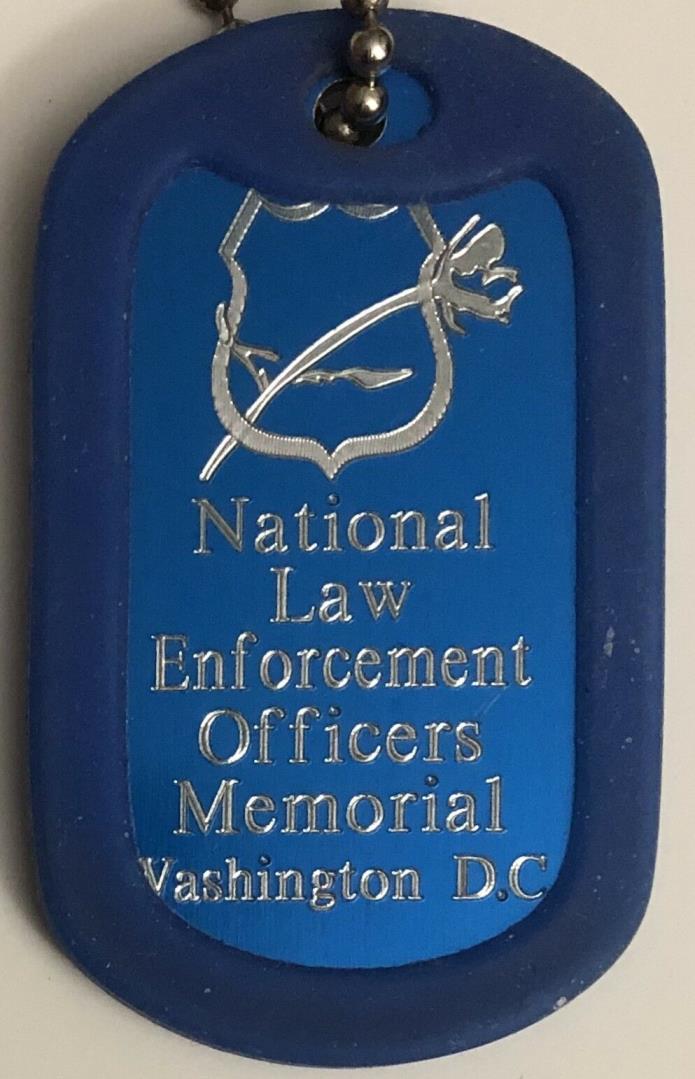 National
Law
Enforcement
Officers
Memorial
Washington D.C